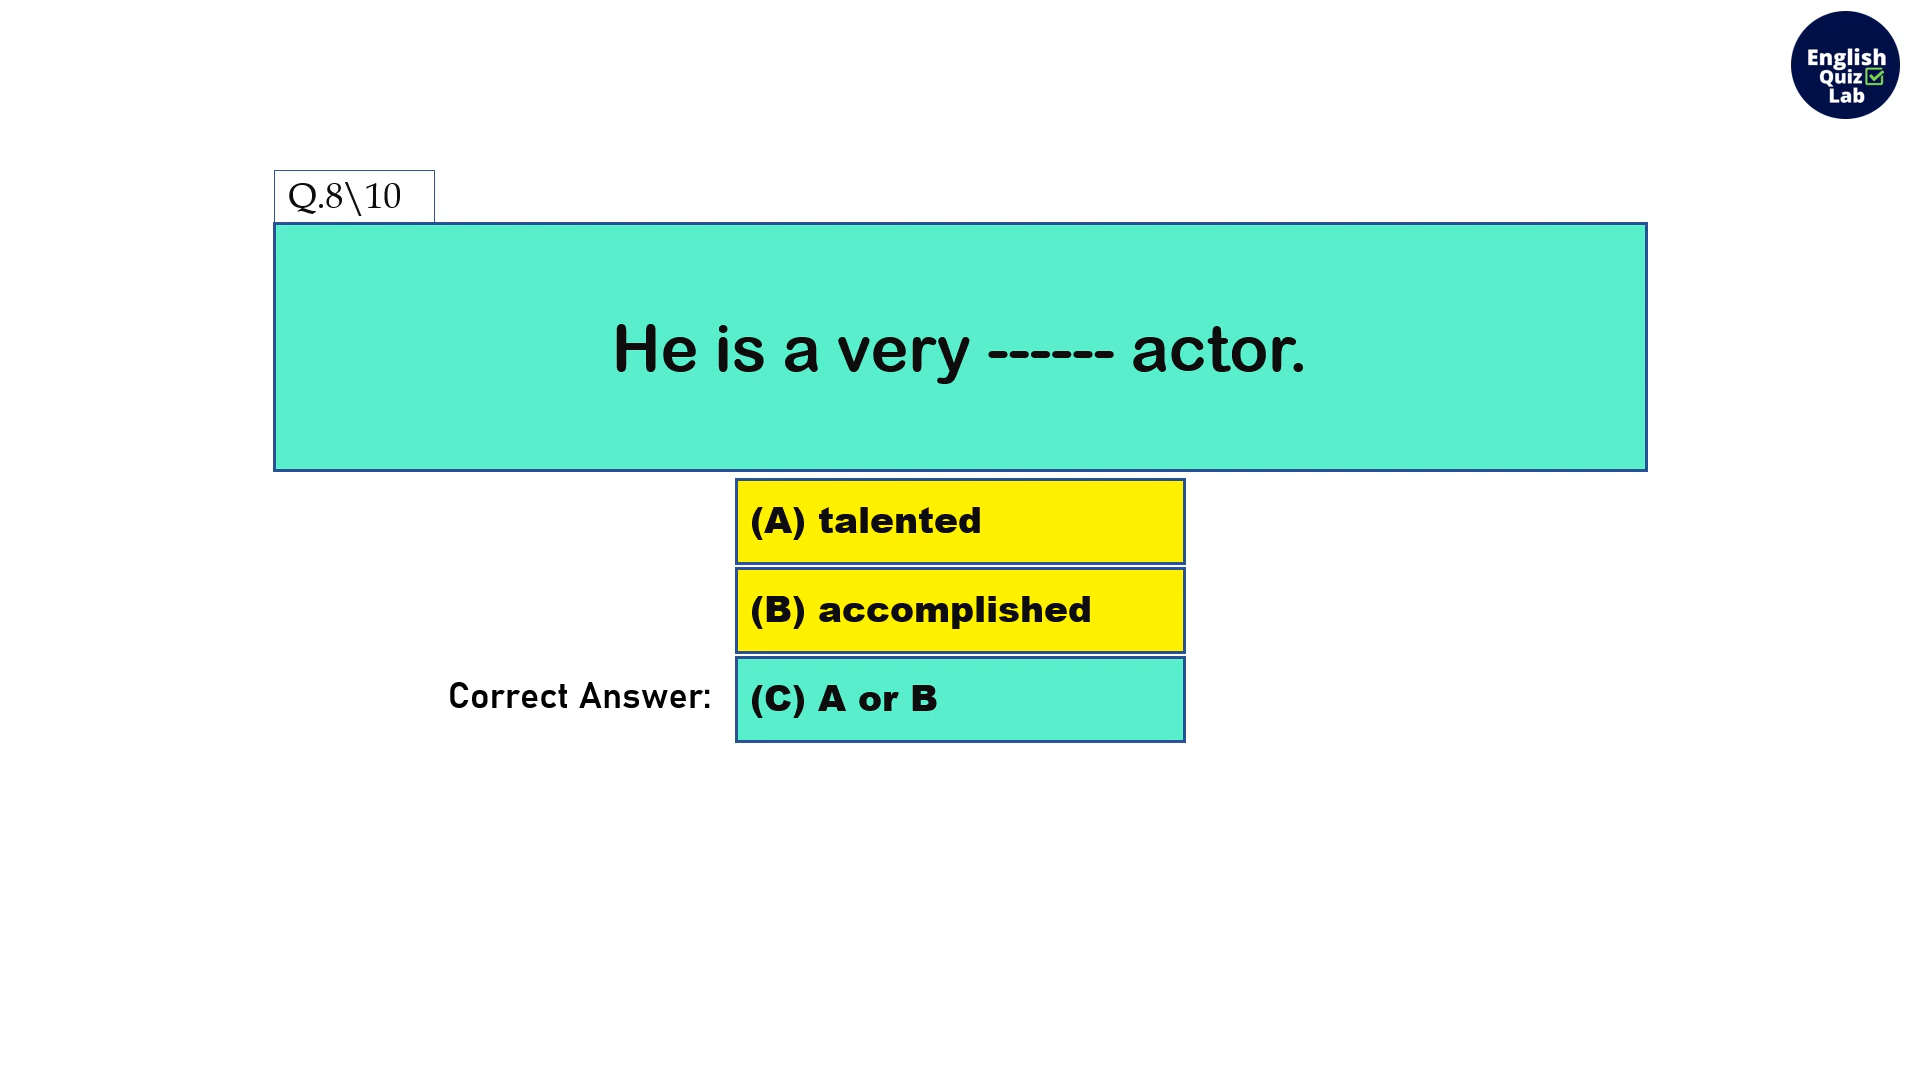 English
Quiz
Lab
Q.8\10
He is a very ------ actor.
(A) talented
(B) accomplished
Correct Answer:
(C) A or B